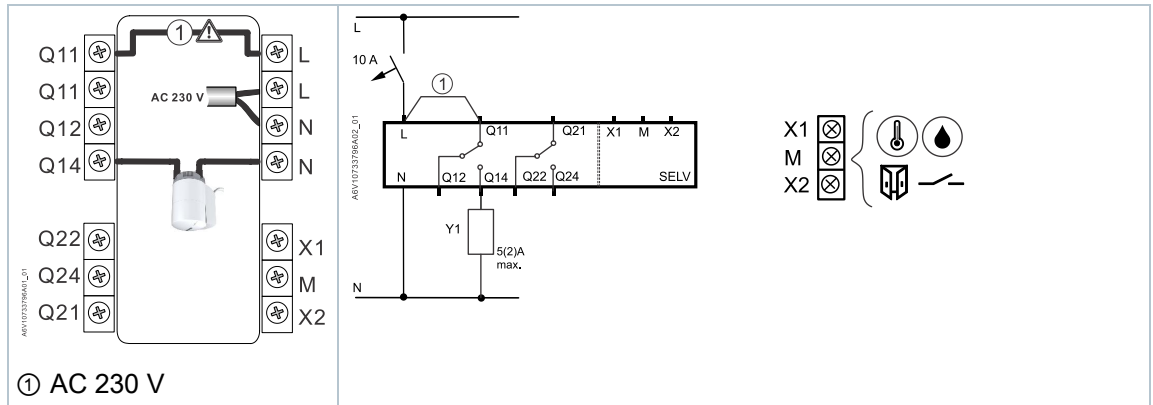 ① ⚠
Q11 L
Q11 AC 230 V L
Q12 N
Q14 N
Q22 X1
Q24 M
Q21 X2
A6V10733796A01_01
① AC 230 V
L
10 A
①
A6V10733796A02_01
L Q11 Q21 X1 M X2
N Q12 Q14 Q22 Q24 SELV
Y1
5(2)A
max.
N
X1
M
X2